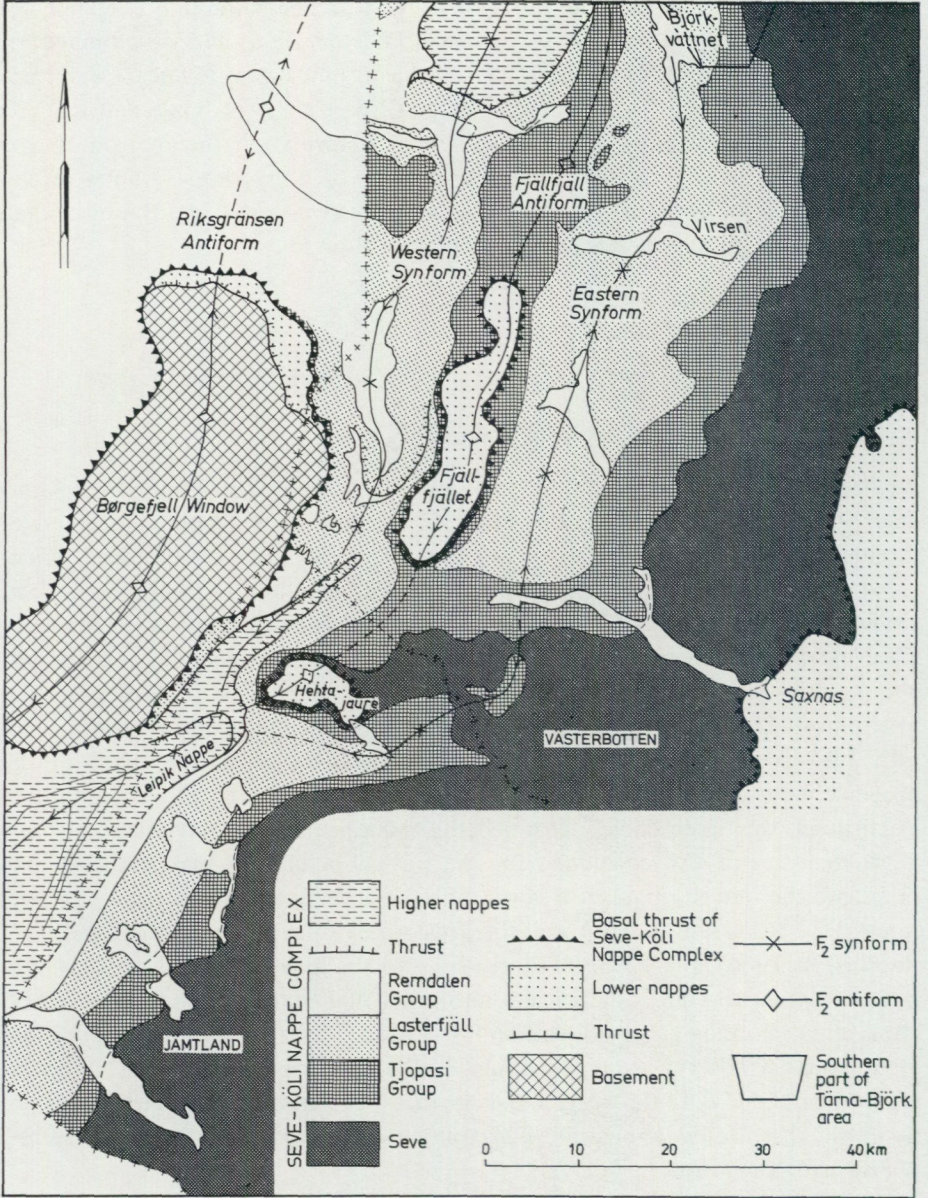 Björk-
vattnet
Fjällfjäll
Antiform
Riksgränsen
Antiform
Western
Synform
Virsen
Eastern
Synform
Børgefjell Window
Fjäll-
fjället
Hehta-
jaure
Saxnäs
Leipik Nappe
VÄSTERBOTTEN
JÄMTLAND
SEVE-KÖLI NAPPE COMPLEX
Higher nappes
Thrust
Remdalen
Group
Lasterfjäll
Group
Tjopasi
Group
Seve
Basal thrust of
Seve-Köli
Nappe Complex
Lower nappes
Thrust
Basement
F2 synform
F2 antiform
Southern
part of
Tärna-Björk
area
0 10 20 30 40 km